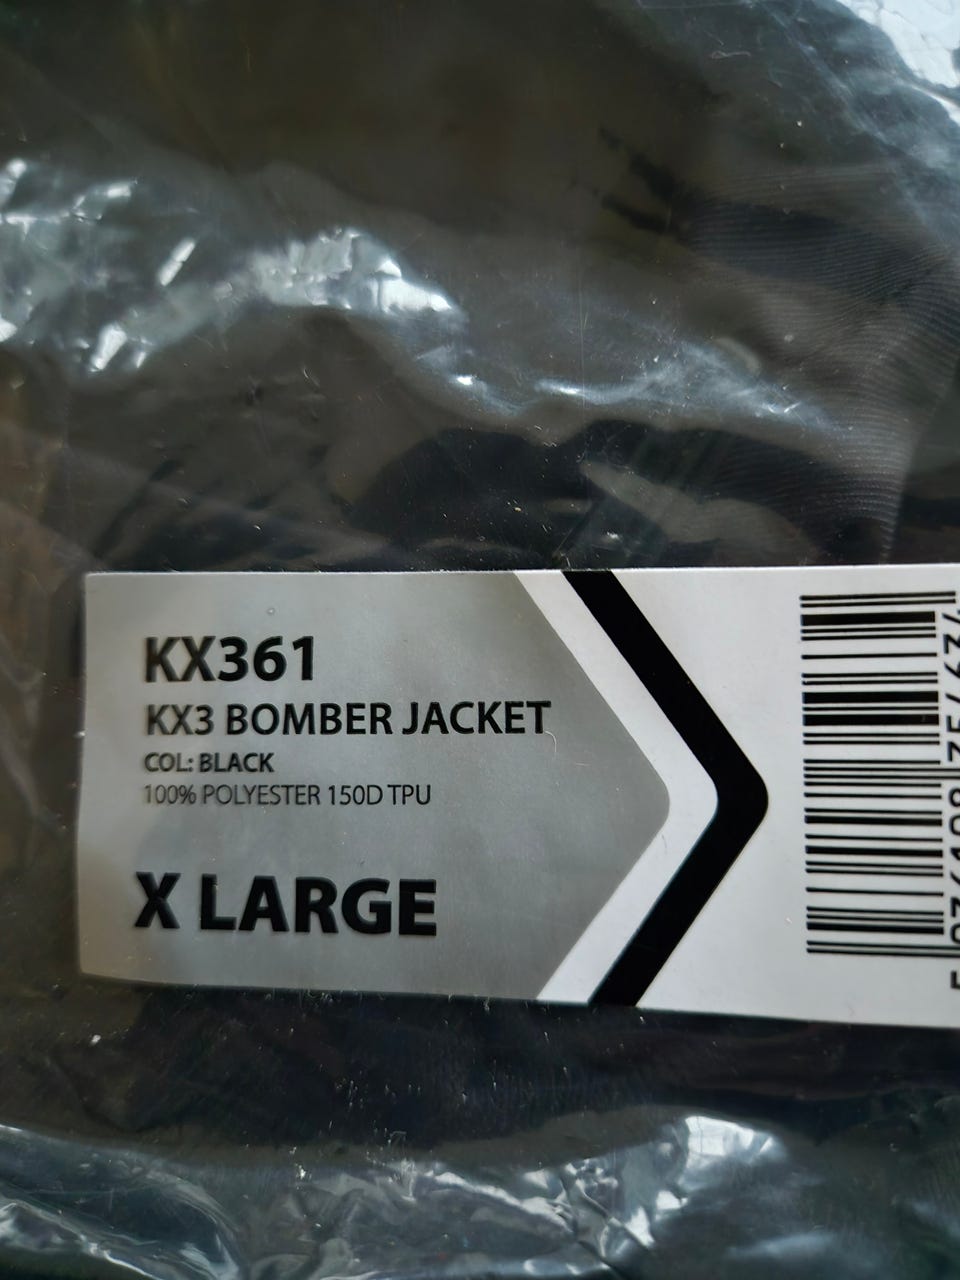 KX361
KX3 BOMBER JACKET
COL: BLACK
100% POLYESTER 150D TPU
X LARGE